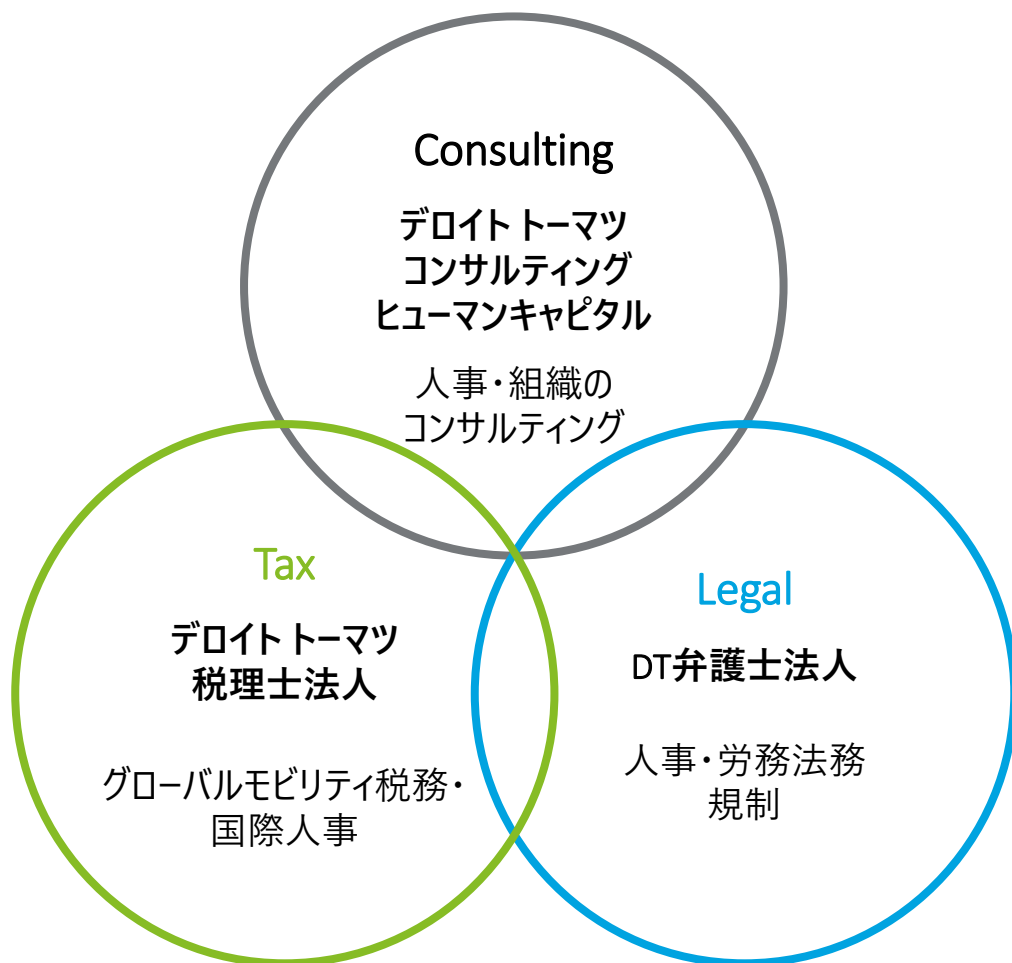 Consulting
デロイト トーマツ
コンサルティング
ヒューマンキャピタル
人事・組織の
コンサルティング
Tax
デロイト トーマツ
税理士法人
グローバルモビリティ税務・
国際人事
Legal
DT弁護士法人
人事・労務法務
規制